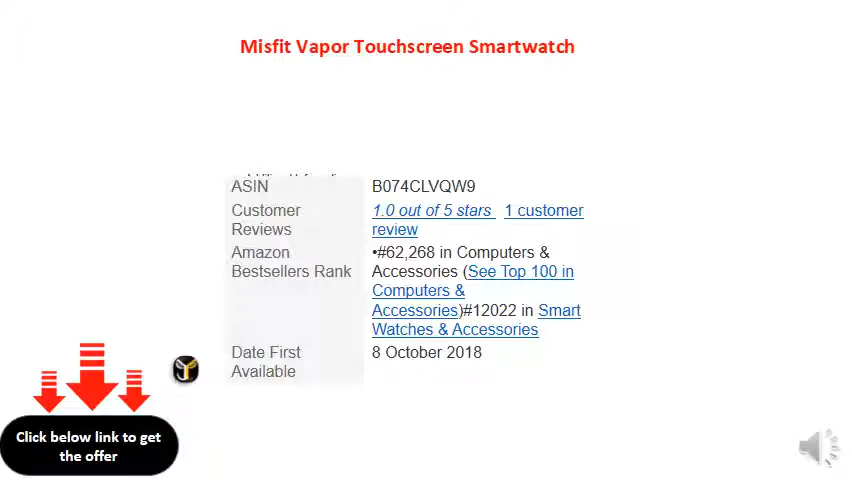 Misfit Vapor Touchscreen Smartwatch
ASIN B074CLVQW9
Customer Reviews 1.0 out of 5 stars 1 customer review
Amazon Bestsellers Rank •#62,268 in Computers &
Accessories (See Top 100 in
Computers &
Accessories)#12022 in Smart
Watches & Accessories
Date First Available 8 October 2018
Click below link to get
the offer